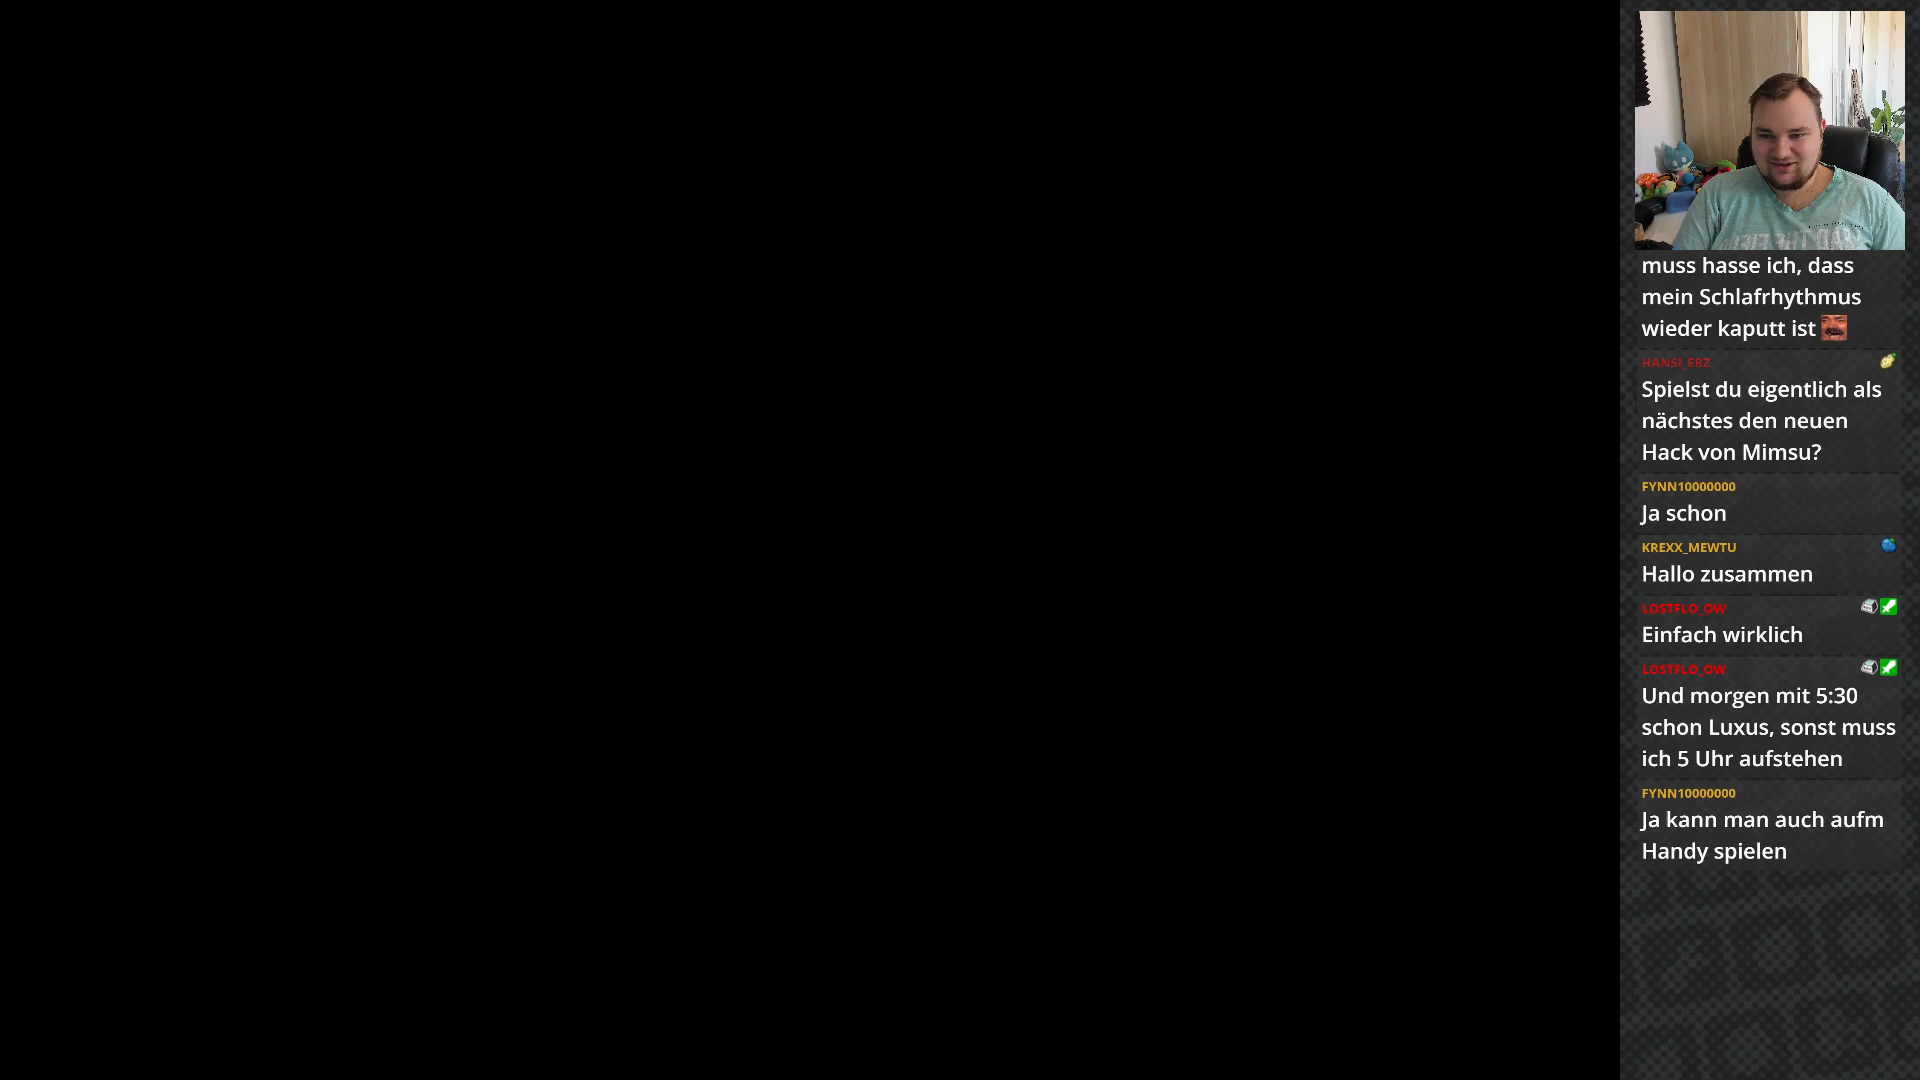 muss hasse ich, dass
mein Schlafrhythmus
wieder kaputt ist
HANSI_ERZ
Spielst du eigentlich als
nächstes den neuen
Hack von Mimsu?
FYNN10000000
Ja schon
KREXX_MEWTU
Hallo zusammen
LOSTFLO_OW
Einfach wirklich
LOSTFLO_OW
Und morgen mit 5:30
schon Luxus, sonst muss
ich 5 Uhr aufstehen
FYNN10000000
Ja kann man auch aufm
Handy spielen